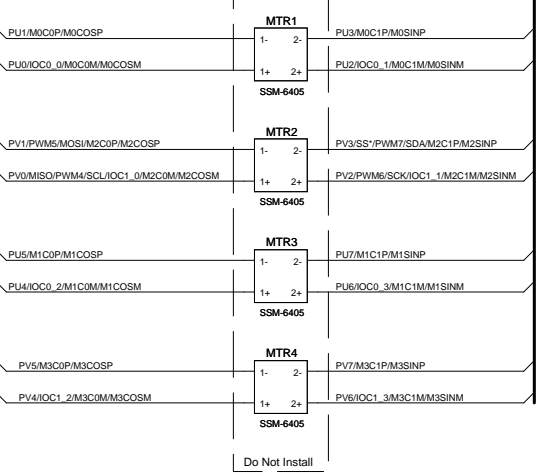 MTR1
PU1/M0C0P/M0COSP
1- 2-
PU3/M0C1P/M0SINP
PU0/IOC0_0/M0C0M/M0COSM
1+ 2+
PU2/IOC0_1/M0C1M/M0SINM
SSM-6405
MTR2
PV1/PWM5/MOSI/M2C0P/M2COSP
1- 2-
PV3/SS*/PWM7/SDA/M2C1P/M2SINP
PV0/MISO/PWM4/SCL/IOC1_0/M2C0M/M2COSM
1+ 2+
PV2/PWM6/SCK/IOC1_1/M2C1M/M2SINM
SSM-6405
MTR3
PU5/M1C0P/M1COSP
1- 2-
PU7/M1C1P/M1SINP
PU4/IOC0_2/M1C0M/M1COSM
1+ 2+
PU6/IOC0_3/M1C1M/M1SINM
SSM-6405
MTR4
PV5/M3C0P/M3COSP
1- 2-
PV7/M3C1P/M3SINP
PV4/IOC1_2/M3C0M/M3COSM
1+ 2+
PV6/IOC1_3/M3C1M/M3SINM
SSM-6405
Do Not Install